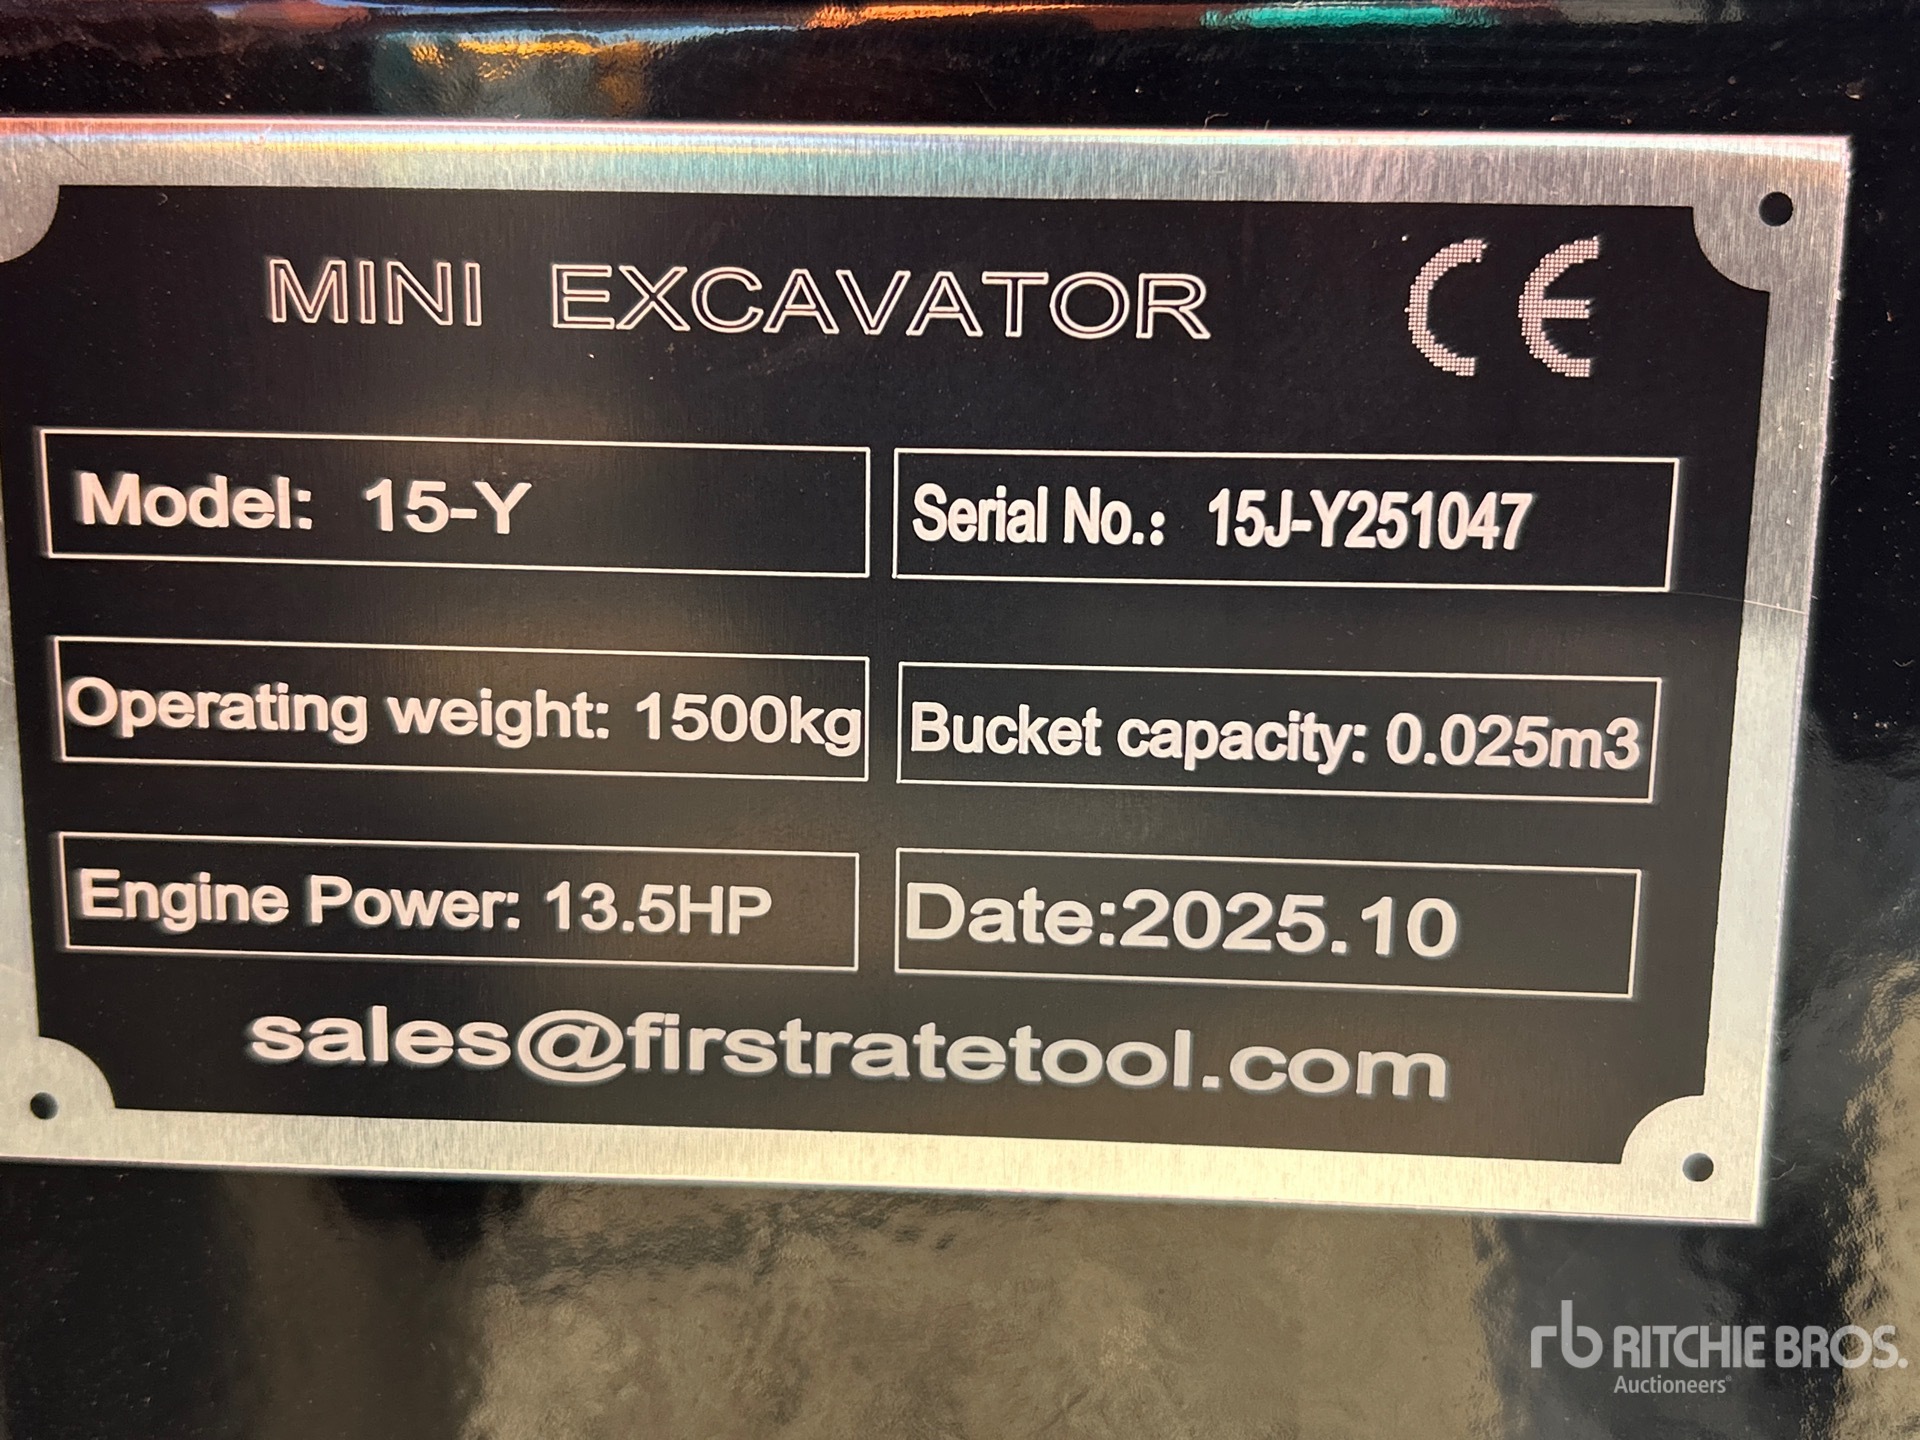 MINI EXCAVATOR CE
Model: 15-Y
Serial No.: 15J-Y251047
Operating weight: 1500kg
Bucket capacity: 0.025m3
Engine Power: 13.5HP
Date:2025.10
sales@firstratetool.com
rb RITCHIE BROS.
Auctioneers